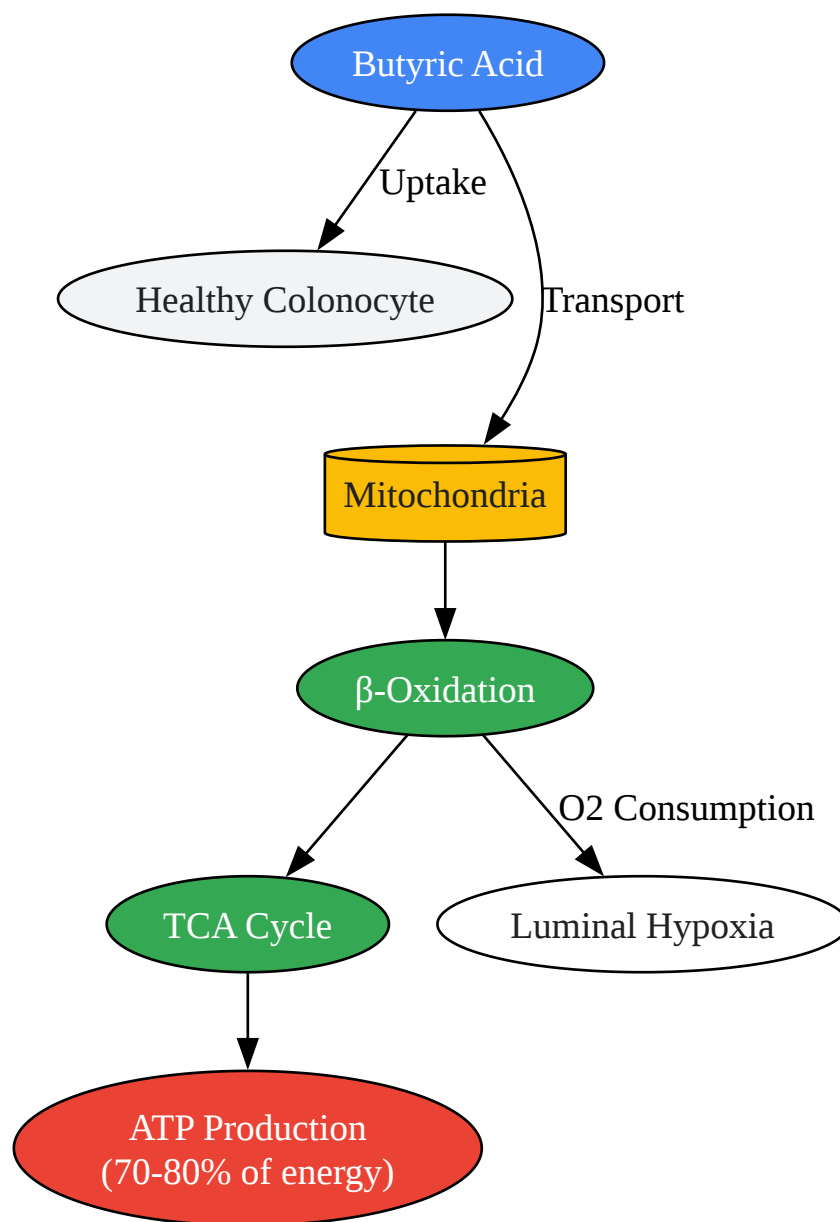 Butyric Acid
Uptake
Healthy Colonocyte
Transport
Mitochondria
β-Oxidation
O2 Consumption
TCA Cycle
Luminal Hypoxia
ATP Production
(70-80% of energy)